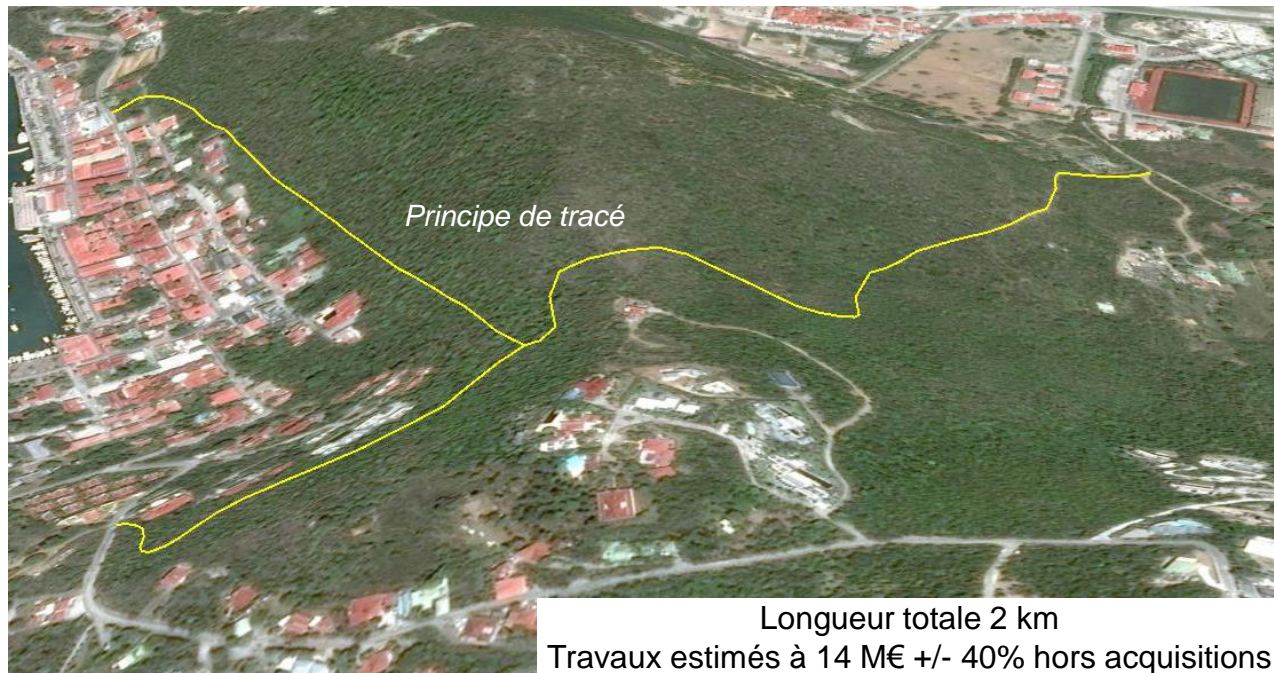 Principe de tracé
Longueur totale 2 km
Travaux estimés à 14 M€ +/- 40% hors acquisitions